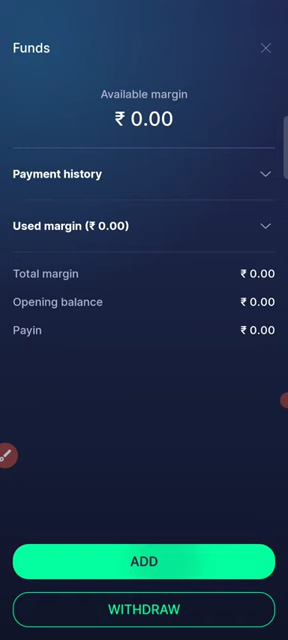 Funds
Available margin
₹ 0.00
Payment history
Used margin (₹ 0.00)
Total margin ₹ 0.00
Opening balance ₹ 0.00
Payin ₹ 0.00
ADD
WITHDRAW